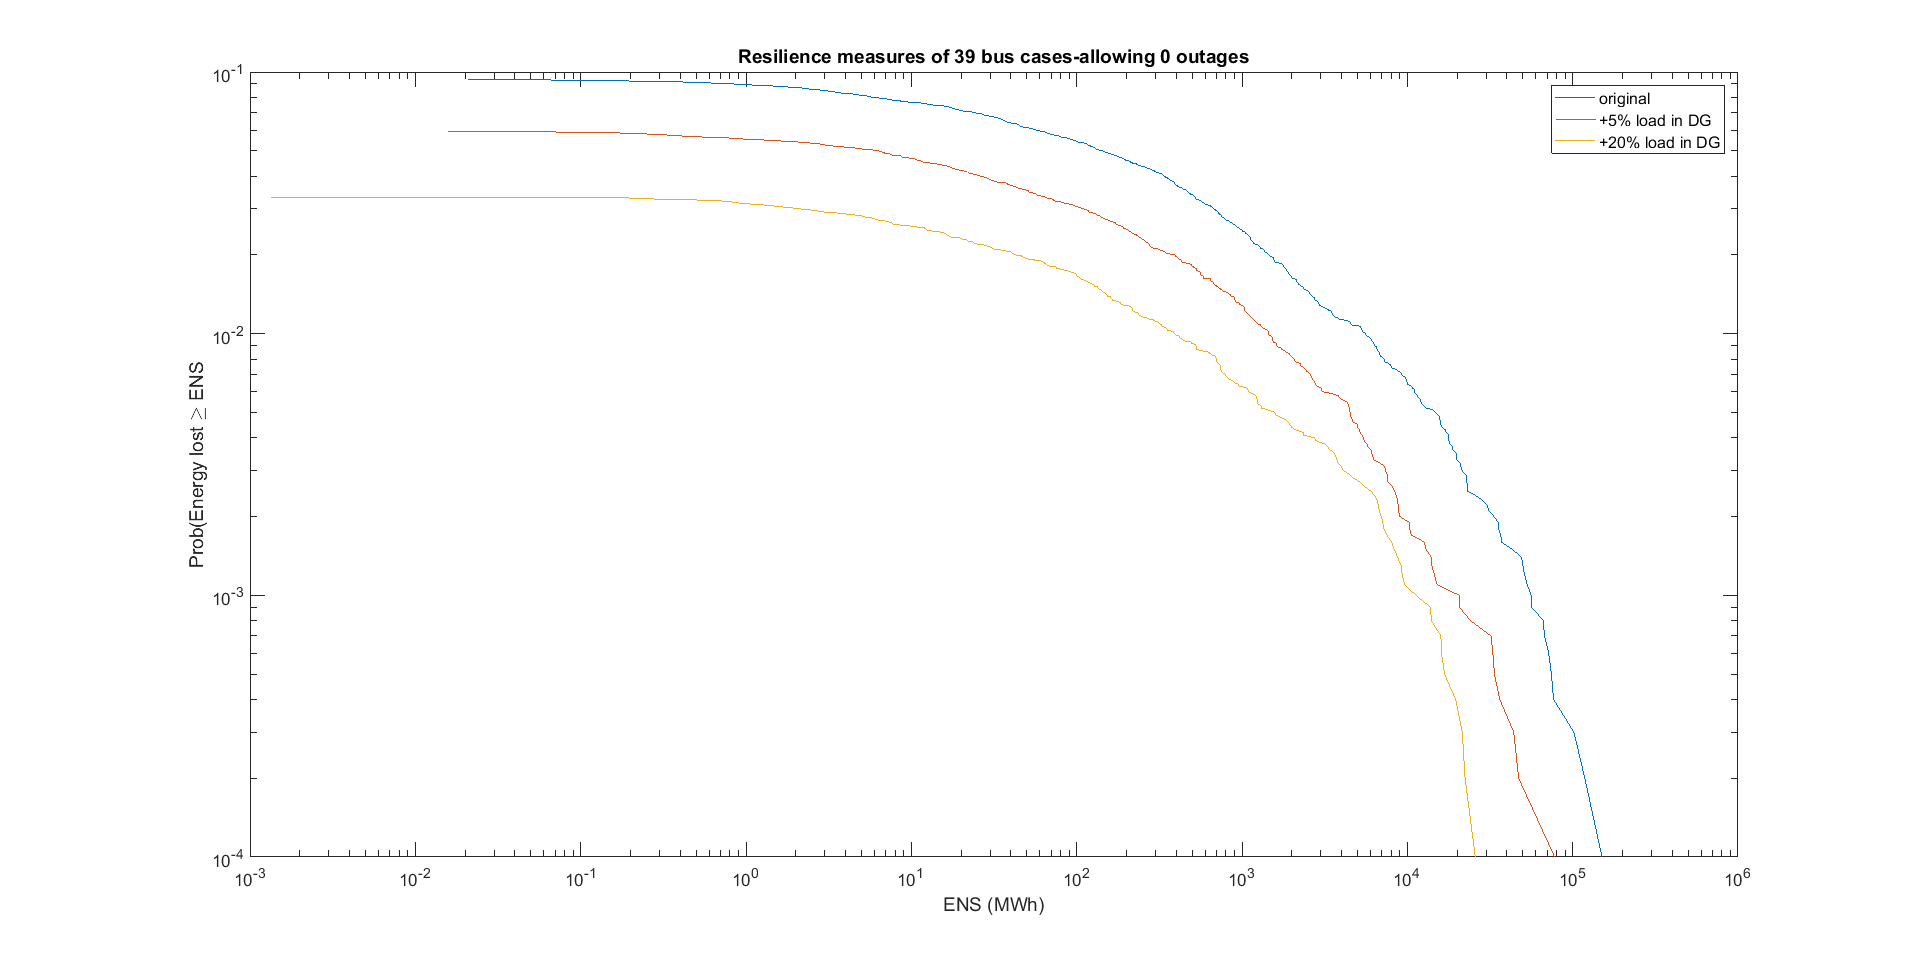 Resilience measures of 39 bus cases-allowing 0 outages
original
+5% load in DG
+20% load in DG
10^-1
10^-2
10^-3
10^-4
Prob(Energy lost ≥ ENS
10^-3 10^-2 10^-1 10^0 10^1 10^2 10^3 10^4 10^5 10^6
ENS (MWh)